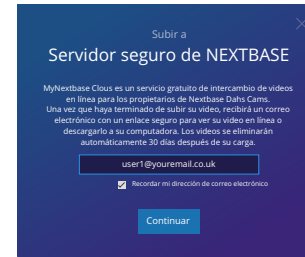 Subir a
Servidor seguro de NEXTBASE
MyNextbase Clous es un servicio gratuito de intercambio de videos
en línea para los propietarios de Nextbase Dahs Cams.
Una vez que haya terminado de subir su video, recibirá un correo
electrónico con un enlace seguro para ver su video en línea o
descargarlo a su computadora. Los videos se eliminarán
automáticamente 30 días después de su carga.
user1@youremail.co.uk
Recordar mi dirección de correo electrónico
Continuar